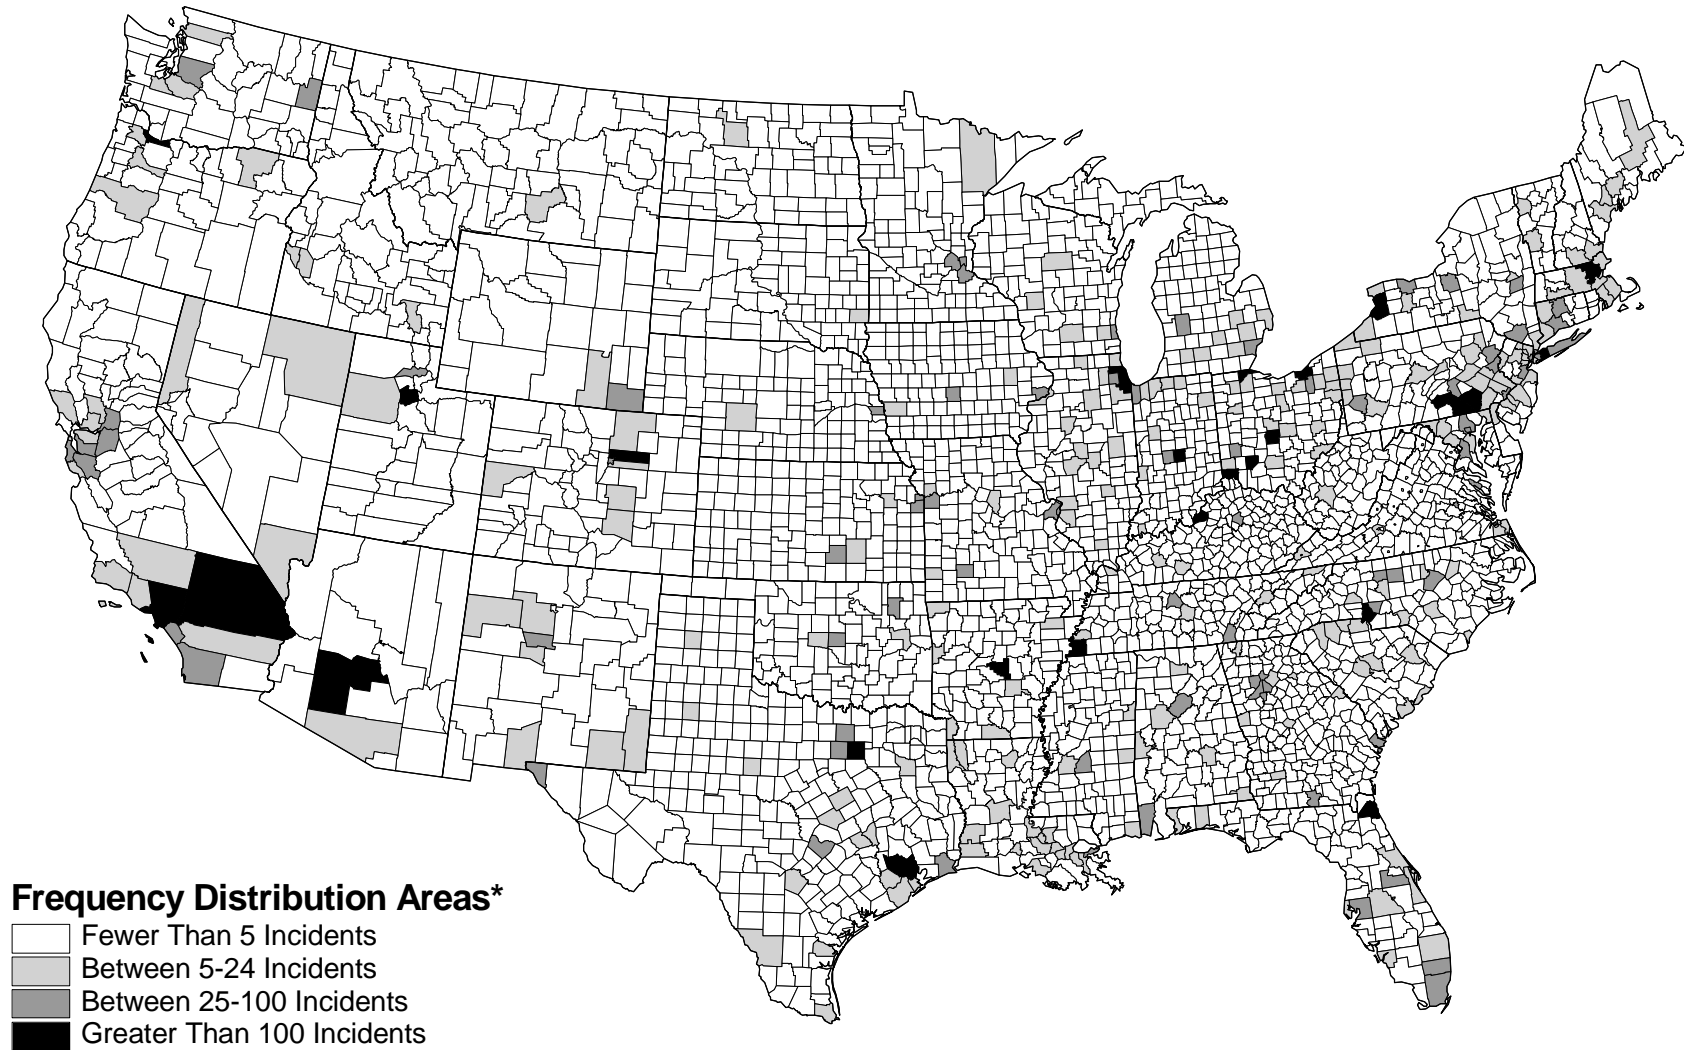 Frequency Distribution Areas*
Fewer Than 5 Incidents
Between 5-24 Incidents
Between 25-100 Incidents
Greater Than 100 Incidents